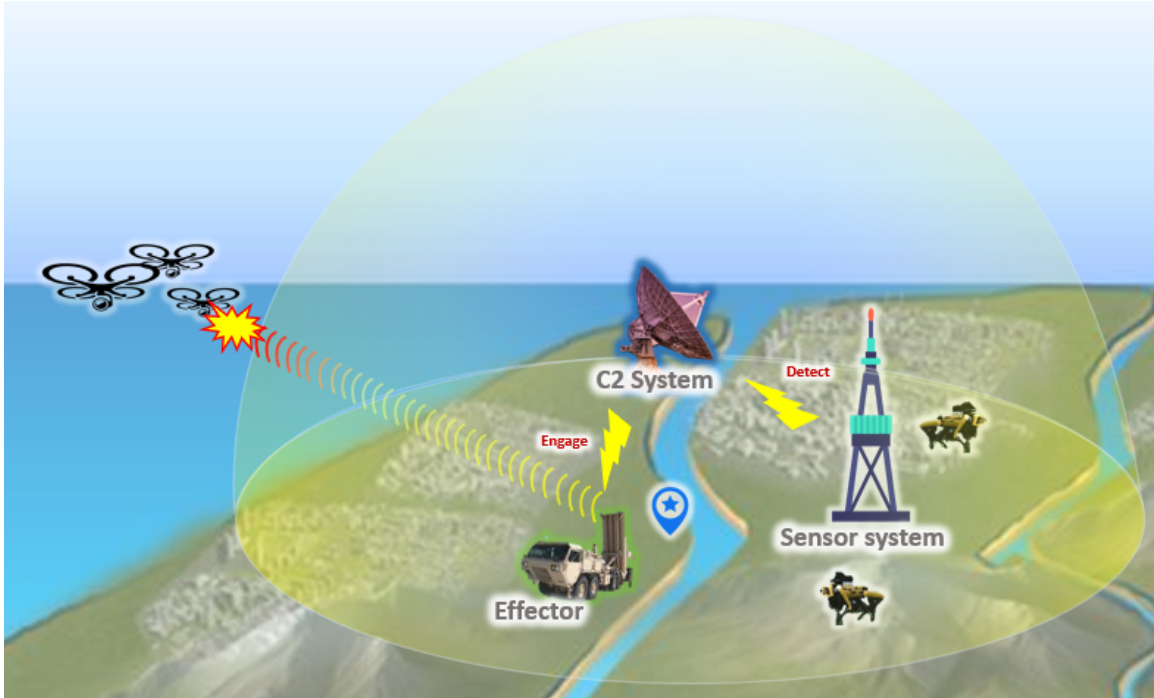 C2 System
Detect
Engage
Sensor system
Effector